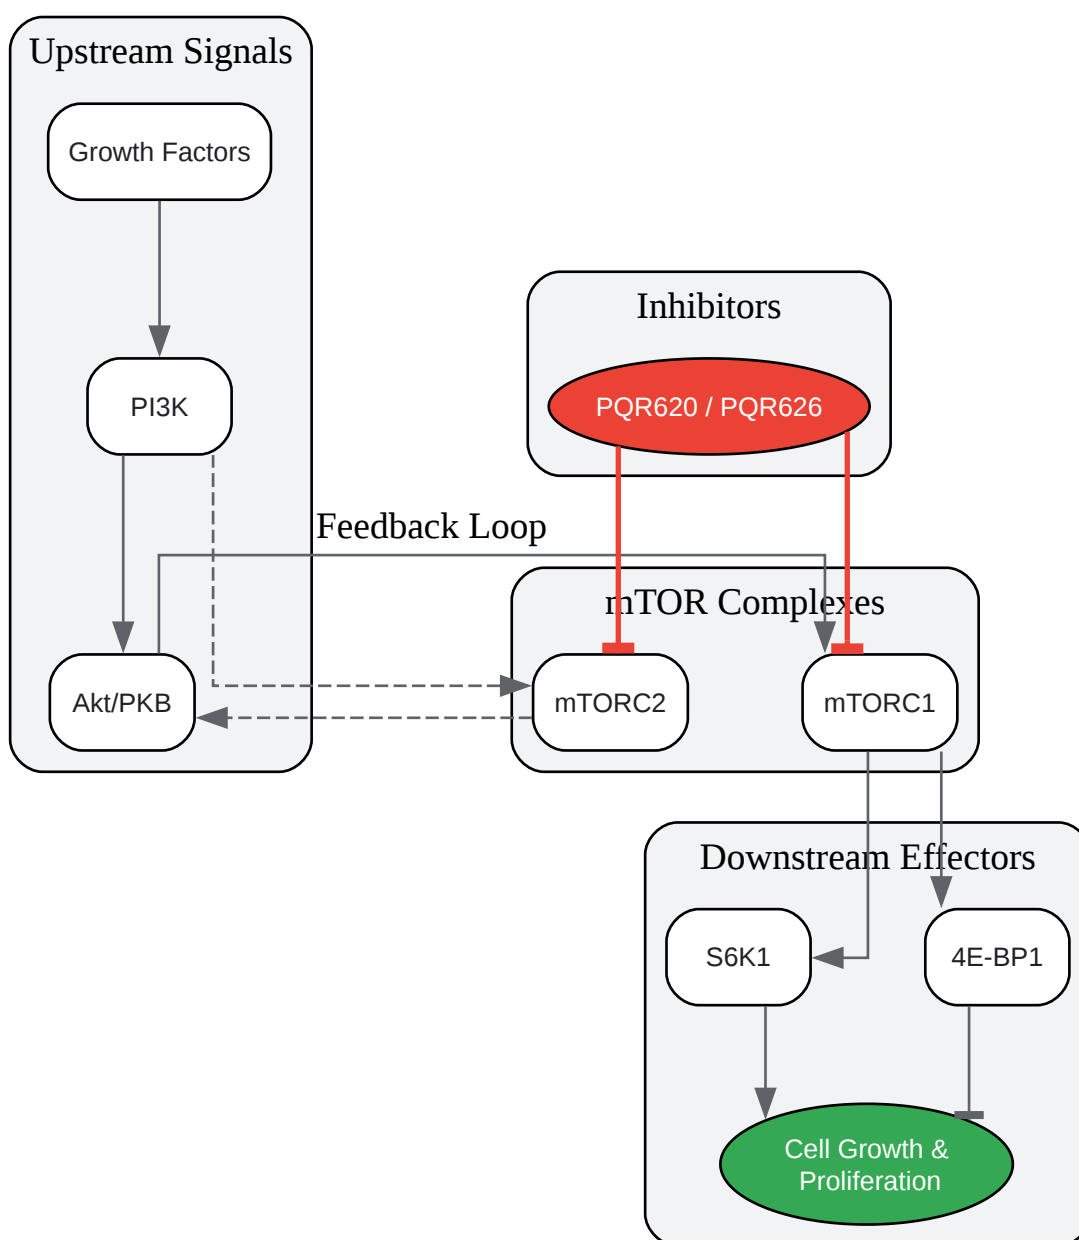 Upstream Signals
Growth Factors
Inhibitors
PI3K
PQR620 / PQR626
Feedback Loop
mTOR Complexes
Akt/PKB
mTORC2
mTORC1
Downstream Effectors
S6K1
4E-BP1
Cell Growth &
Proliferation